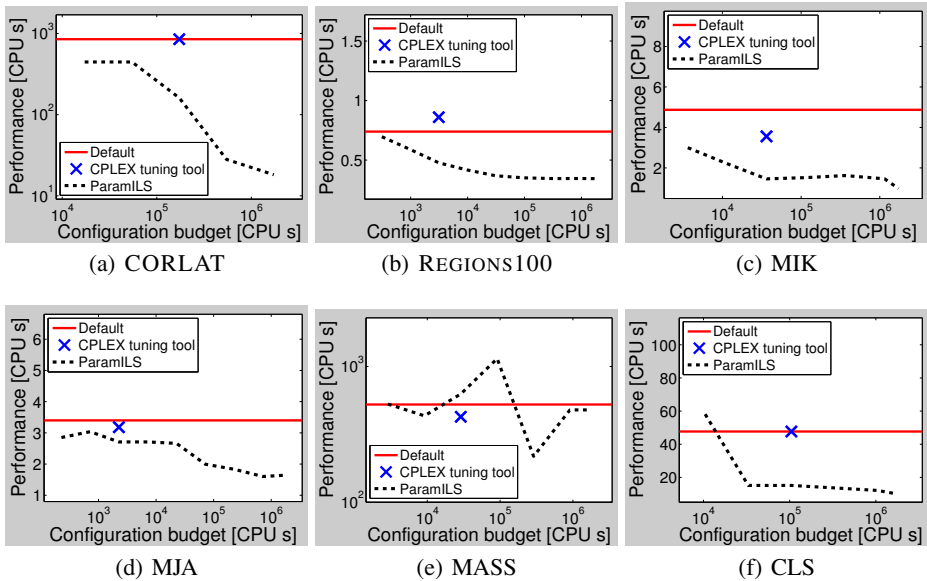 Performance [CPU s]
10^3
10^2
10^1
Default
CPLEX tuning tool
ParamILS
10^4 10^5 10^6
Configuration budget [CPU s]
(a) CORLAT
Performance [CPU s]
1.5
1
0.5
Default
CPLEX tuning tool
ParamILS
10^3 10^4 10^5 10^6
Configuration budget [CPU s]
(b) REGIONS100
Performance [CPU s]
8
6
4
2
Default
CPLEX tuning tool
ParamILS
10^4 10^5 10^6
Configuration budget [CPU s]
(c) MIK
Performance [CPU s]
6
5
4
3
2
1
Default
CPLEX tuning tool
ParamILS
10^3 10^4 10^5 10^6
Configuration budget [CPU s]
(d) MJA
Performance [CPU s]
10^3
10^2
Default
CPLEX tuning tool
ParamILS
10^4 10^5 10^6
Configuration budget [CPU s]
(e) MASS
Performance [CPU s]
100
80
60
40
20
Default
CPLEX tuning tool
ParamILS
10^4 10^5 10^6
Configuration budget [CPU s]
(f) CLS